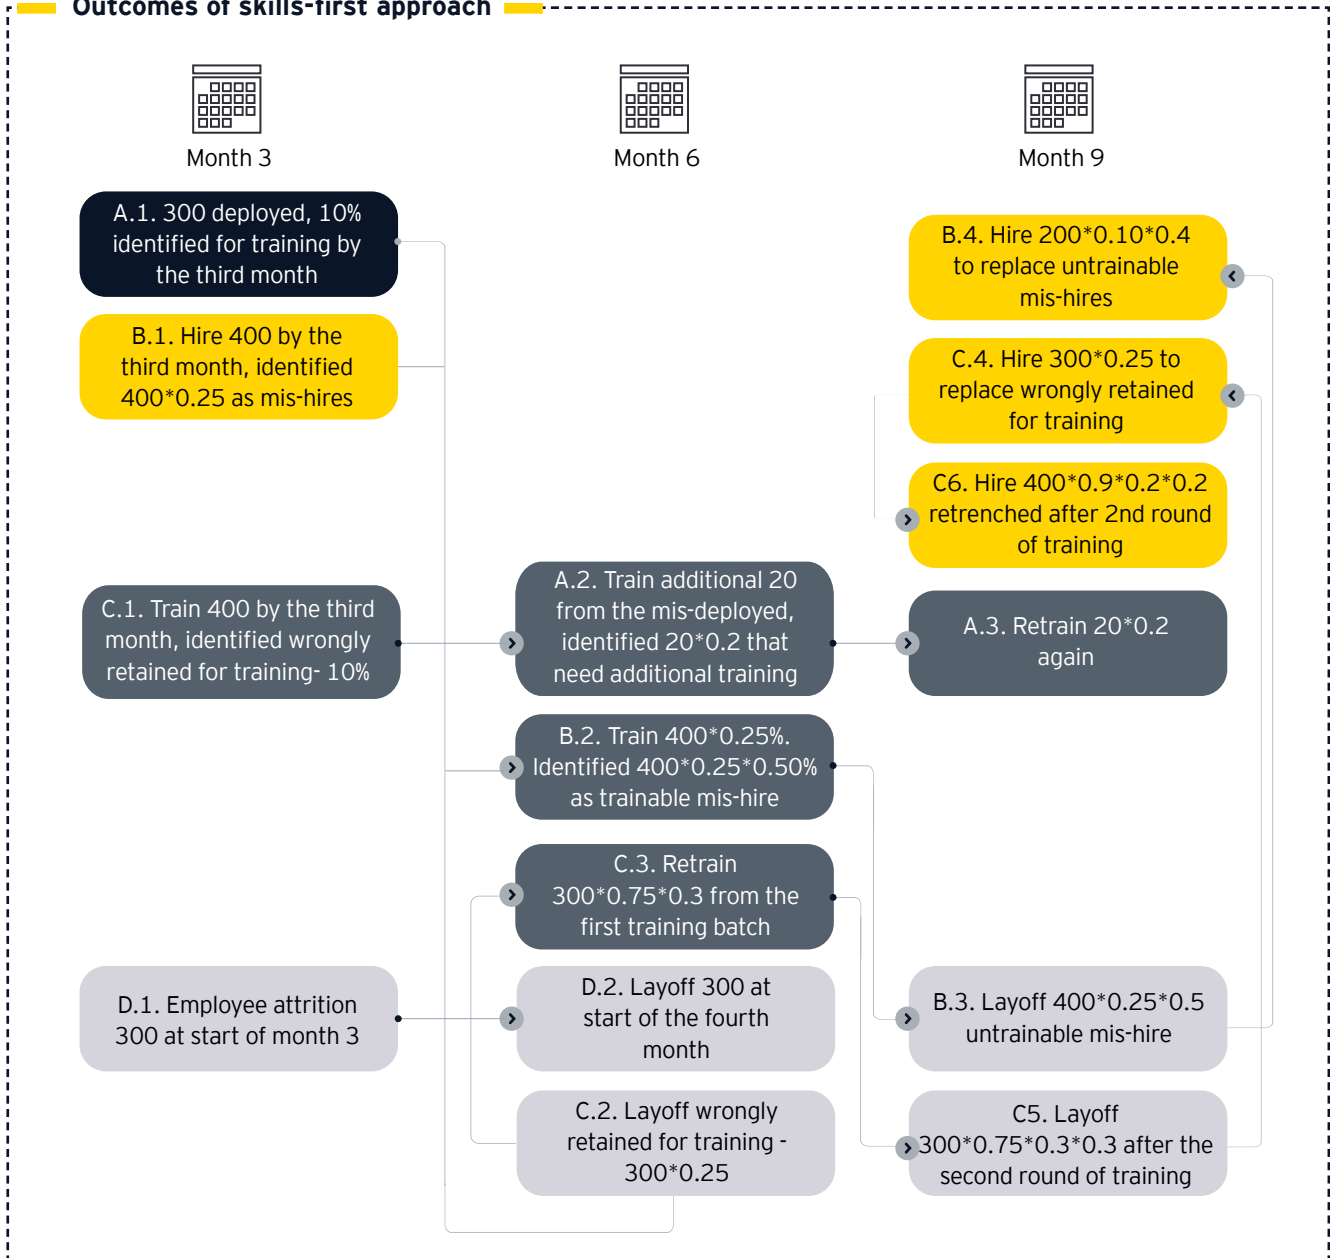 Outcomes of skills-first approach
Month 3
Month 6
Month 9
A.1. 300 deployed, 10%
identified for training by
the third month
B.1. Hire 400 by the
third month, identified
400*0.25 as mis-hires
B.4. Hire 200*0.10*0.4
to replace untrainable
mis-hires
C.4. Hire 300*0.25 to
replace wrongly retained
for training
C6. Hire 400*0.9*0.2*0.2
retrenched after 2nd round
of training
C.1. Train 400 by the third
month, identified wrongly
retained for training- 10%
A.2. Train additional 20
from the mis-deployed,
identified 20*0.2 that
need additional training
A.3. Retrain 20*0.2
again
B.2. Train 400*0.25%.
Identified 400*0.25*0.50%
as trainable mis-hire
C.3. Retrain
300*0.75*0.3 from the
first training batch
D.1. Employee attrition
300 at start of month 3
D.2. Layoff 300 at
start of the fourth
month
B.3. Layoff 400*0.25*0.5
untrainable mis-hire
C.2. Layoff wrongly
retained for training -
300*0.25
C5. Layoff
300*0.75*0.3*0.3 after the
second round of training